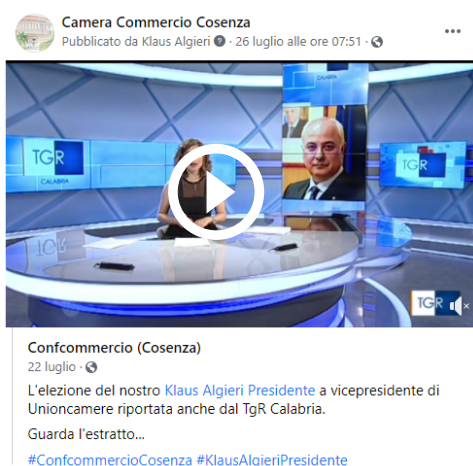 Camera Commercio Cosenza
Pubblicato da Klaus Algieri · 26 luglio alle ore 07:51 ·
CALABRIA
TGR
CALABRIA
TGR
TGR
Confcommercio (Cosenza)
22 luglio ·
L'elezione del nostro Klaus Algieri Presidente a vicepresidente di
Unioncamere riportata anche dal TgR Calabria.
Guarda l'estratto...
#ConfcommercioCosenza #KlausAlgieriPresidente